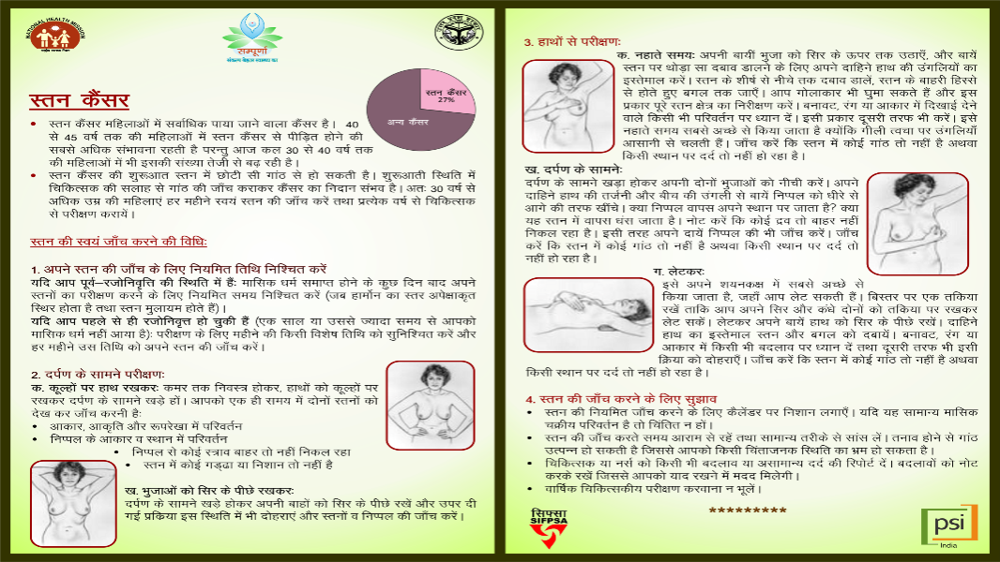 NATIONAL HEALTH MISSION
सम्पूर्णा
संकल्प बेहतर स्वास्थ्य का
स्तन कैंसर
27%
अन्य कैंसर
स्तन कैंसर
स्तन कैंसर महिलाओं में सर्वाधिक पाया जाने वाला कैंसर है। 40
से 45 वर्ष तक की महिलाओं में स्तन कैंसर से पीड़ित होने की
सबसे अधिक संभावना रहती है परन्तु आज कल 30 से 40 वर्ष तक
की महिलाओं में भी इसकी संख्या तेजी से बढ़ रही है।
स्तन कैंसर की शुरूआत स्तन में छोटी सी गांठ से हो सकती है। शुरूआती स्थिति में
चिकित्सक की सलाह से गांठ की जाँच कराकर कैंसर का निदान संभव है। अतः 30 वर्ष से
अधिक उम्र की महिलाएं हर महीने स्वयं स्तन की जाँच करें तथा प्रत्येक वर्ष से चिकित्सक
से परीक्षण करायें।
स्तन की स्वयं जाँच करने की विधिः
1. अपने स्तन की जाँच के लिए नियमित तिथि निश्चित करें
यदि आप पूर्व–रजोनिवृत्ति की स्थिति में हैं: मासिक धर्म समाप्त होने के कुछ दिन बाद अपने
स्तनों का परीक्षण करने के लिए नियमित समय निश्चित करें (जब हार्मोन का स्तर अपेक्षाकृत
स्थिर होता है तथा स्तन मुलायम होते हैं)।
यदि आप पहले से ही रजोनिवृत्त हो चुकी हैं (एक साल या उससे ज्यादा समय से आपको
मासिक धर्म नहीं आया है): परीक्षण के लिए महीने की किसी विशेष तिथि को सुनिश्चित करें और
हर महीने उस तिथि को अपने स्तन की जाँच करें।
2. दर्पण के सामने परीक्षणः
क. कूल्हों पर हाथ रखकरः कमर तक निवस्त्र होकर, हाथों को कूल्हों पर
रखकर दर्पण के सामने खड़े हों। आपको एक ही समय में दोनों स्तनों को
देख कर जाँच करनी हैः
आकार, आकृति और रूपरेखा में परिवर्तन
निप्पल के आकार व स्थान में परिवर्तन
निप्पल से कोई स्त्राव बाहर तो नहीं निकल रहा
स्तन में कोई गड्ढा या निशान तो नहीं है
ख. भुजाओं को सिर के पीछे रखकरः
दर्पण के सामने खड़े होकर अपनी बाहों को सिर के पीछे रखें और उपर दी
गई प्रक्रिया इस स्थिति में भी दोहराएं और स्तनों व निप्पल की जाँच करें।
3. हाथों से परीक्षणः
क. नहाते समयः अपनी बायीं भुजा को सिर के ऊपर तक उठाएँ, और बायें
स्तन पर थोड़ा सा दबाव डालने के लिए अपने दाहिने हाथ की उंगलियों का
इस्तेमाल करें। स्तन के शीर्ष से नीचे तक दबाव डालें, स्तन के बाहरी हिस्से
से होते हुए बगल तक जाएँ। आप गोलाकार भी घुमा सकते हैं और इस
प्रकार पूरे स्तन क्षेत्र का निरीक्षण करें। बनावट, रंग या आकार में दिखाई देने
वाले किसी भी परिवर्तन पर ध्यान दें। इसी प्रकार दूसरी तरफ भी करें। इसे
नहाते समय सबसे अच्छे से किया जाता है क्योंकि गीली त्वचा पर उंगलियाँ
आसानी से चलती हैं। जाँच करें कि स्तन में कोई गांठ तो नहीं है अथवा
किसी स्थान पर दर्द तो नहीं हो रहा है।
ख. दर्पण के सामनेः
दर्पण के सामने खड़ा होकर अपनी दोनों भुजाओं को नीची करें। अपने
दाहिने हाथ की तर्जनी और बीच की उंगली से बायें निप्पल को धीरे से
आगे की तरफ खींचे। क्या निप्पल वापस अपने स्थान पर जाता है? क्या
यह स्तन में वापस धंस जाता है। नोट करें कि कोई द्रव तो बाहर नहीं
निकल रहा है। इसी तरह अपने दायें निप्पल की भी जाँच करें। जाँच
करें कि स्तन में कोई गांठ तो नहीं है अथवा किसी स्थान पर दर्द तो
नहीं हो रहा है।
ग. लेटकरः
इसे अपने शयनकक्ष में सबसे अच्छे से
किया जाता है, जहाँ आप लेट सकती हैं। बिस्तर पर एक तकिया
रखें ताकि आप अपने सिर और कंधे दोनों को तकिया पर रखकर
लेट सकें। लेटकर अपने बायें हाथ को सिर के पीछे रखें। दाहिने
हाथ का इस्तेमाल स्तन और बगल को दबायें। बनावट, रंग या
आकार में किसी भी बदलाव पर ध्यान दें तथा दूसरी तरफ भी इसी
क्रिया को दोहराएँ। जाँच करें कि स्तन में कोई गांठ तो नहीं है अथवा
किसी स्थान पर दर्द तो नहीं हो रहा है।
4. स्तन की जाँच करने के लिए सुझाव
स्तन की नियमित जाँच करने के लिए कैलेंडर पर निशान लगाएँ। यदि यह सामान्य मासिक
चक्रीय परिवर्तन है तो चिंतित न हों।
स्तन की जाँच करते समय आराम से रहें तथा सामान्य तरीके से सांस लें। तनाव होने से गांठ
उत्पन्न हो सकती है जिससे आपको किसी चिंताजनक स्थिति का भ्रम हो सकता है।
चिकित्सक या नर्स को किसी भी बदलाव या असामान्य दर्द की रिपोर्ट दें। बदलावों को नोट
करके रखें जिससे आपको याद रखने में मदद मिलेगी।
वार्षिक चिकित्सकीय परीक्षण करवाना न भूलें।
*********
सिफ्सा
SIFPSA
psi
India